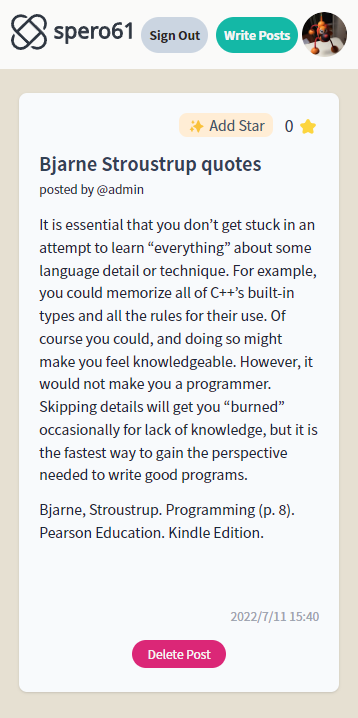 spero61
Sign Out
Write Posts
Add Star
0
Bjarne Stroustrup quotes
posted by @admin
It is essential that you don’t get stuck in an
attempt to learn “everything” about some
language detail or technique. For example,
you could memorize all of C++’s built-in
types and all the rules for their use. Of
course you could, and doing so might
make you feel knowledgeable. However, it
would not make you a programmer.
Skipping details will get you “burned”
occasionally for lack of knowledge, but it is
the fastest way to gain the perspective
needed to write good programs.
Bjarne, Stroustrup. Programming (p. 8).
Pearson Education. Kindle Edition.
2022/7/11 15:40
Delete Post